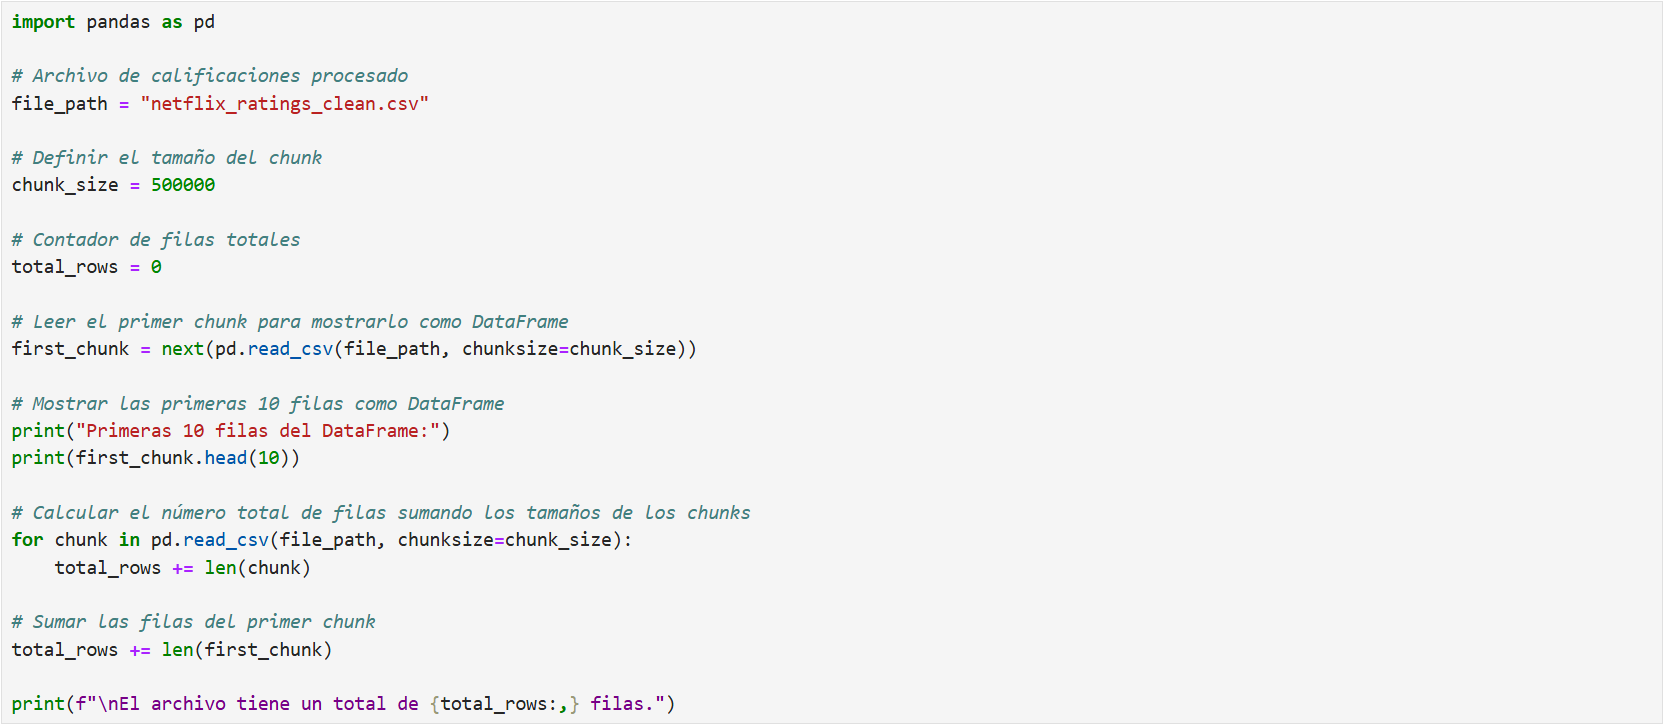 import pandas as pd
# Archivo de calificaciones procesado
file_path = "netflix_ratings_clean.csv"
# Definir el tamaño del chunk
chunk_size = 500000
# Contador de filas totales
total_rows = 0
# Leer el primer chunk para mostrarlo como DataFrame
first_chunk = next(pd.read_csv(file_path, chunksize=chunk_size))
# Mostrar las primeras 10 filas como DataFrame
print("Primeras 10 filas del DataFrame:")
print(first_chunk.head(10))
# Calcular el número total de filas sumando los tamaños de los chunks
for chunk in pd.read_csv(file_path, chunksize=chunk_size):
    total_rows += len(chunk)
# Sumar las filas del primer chunk
total_rows += len(first_chunk)
print(f"\nEl archivo tiene un total de {total_rows:,} filas.")